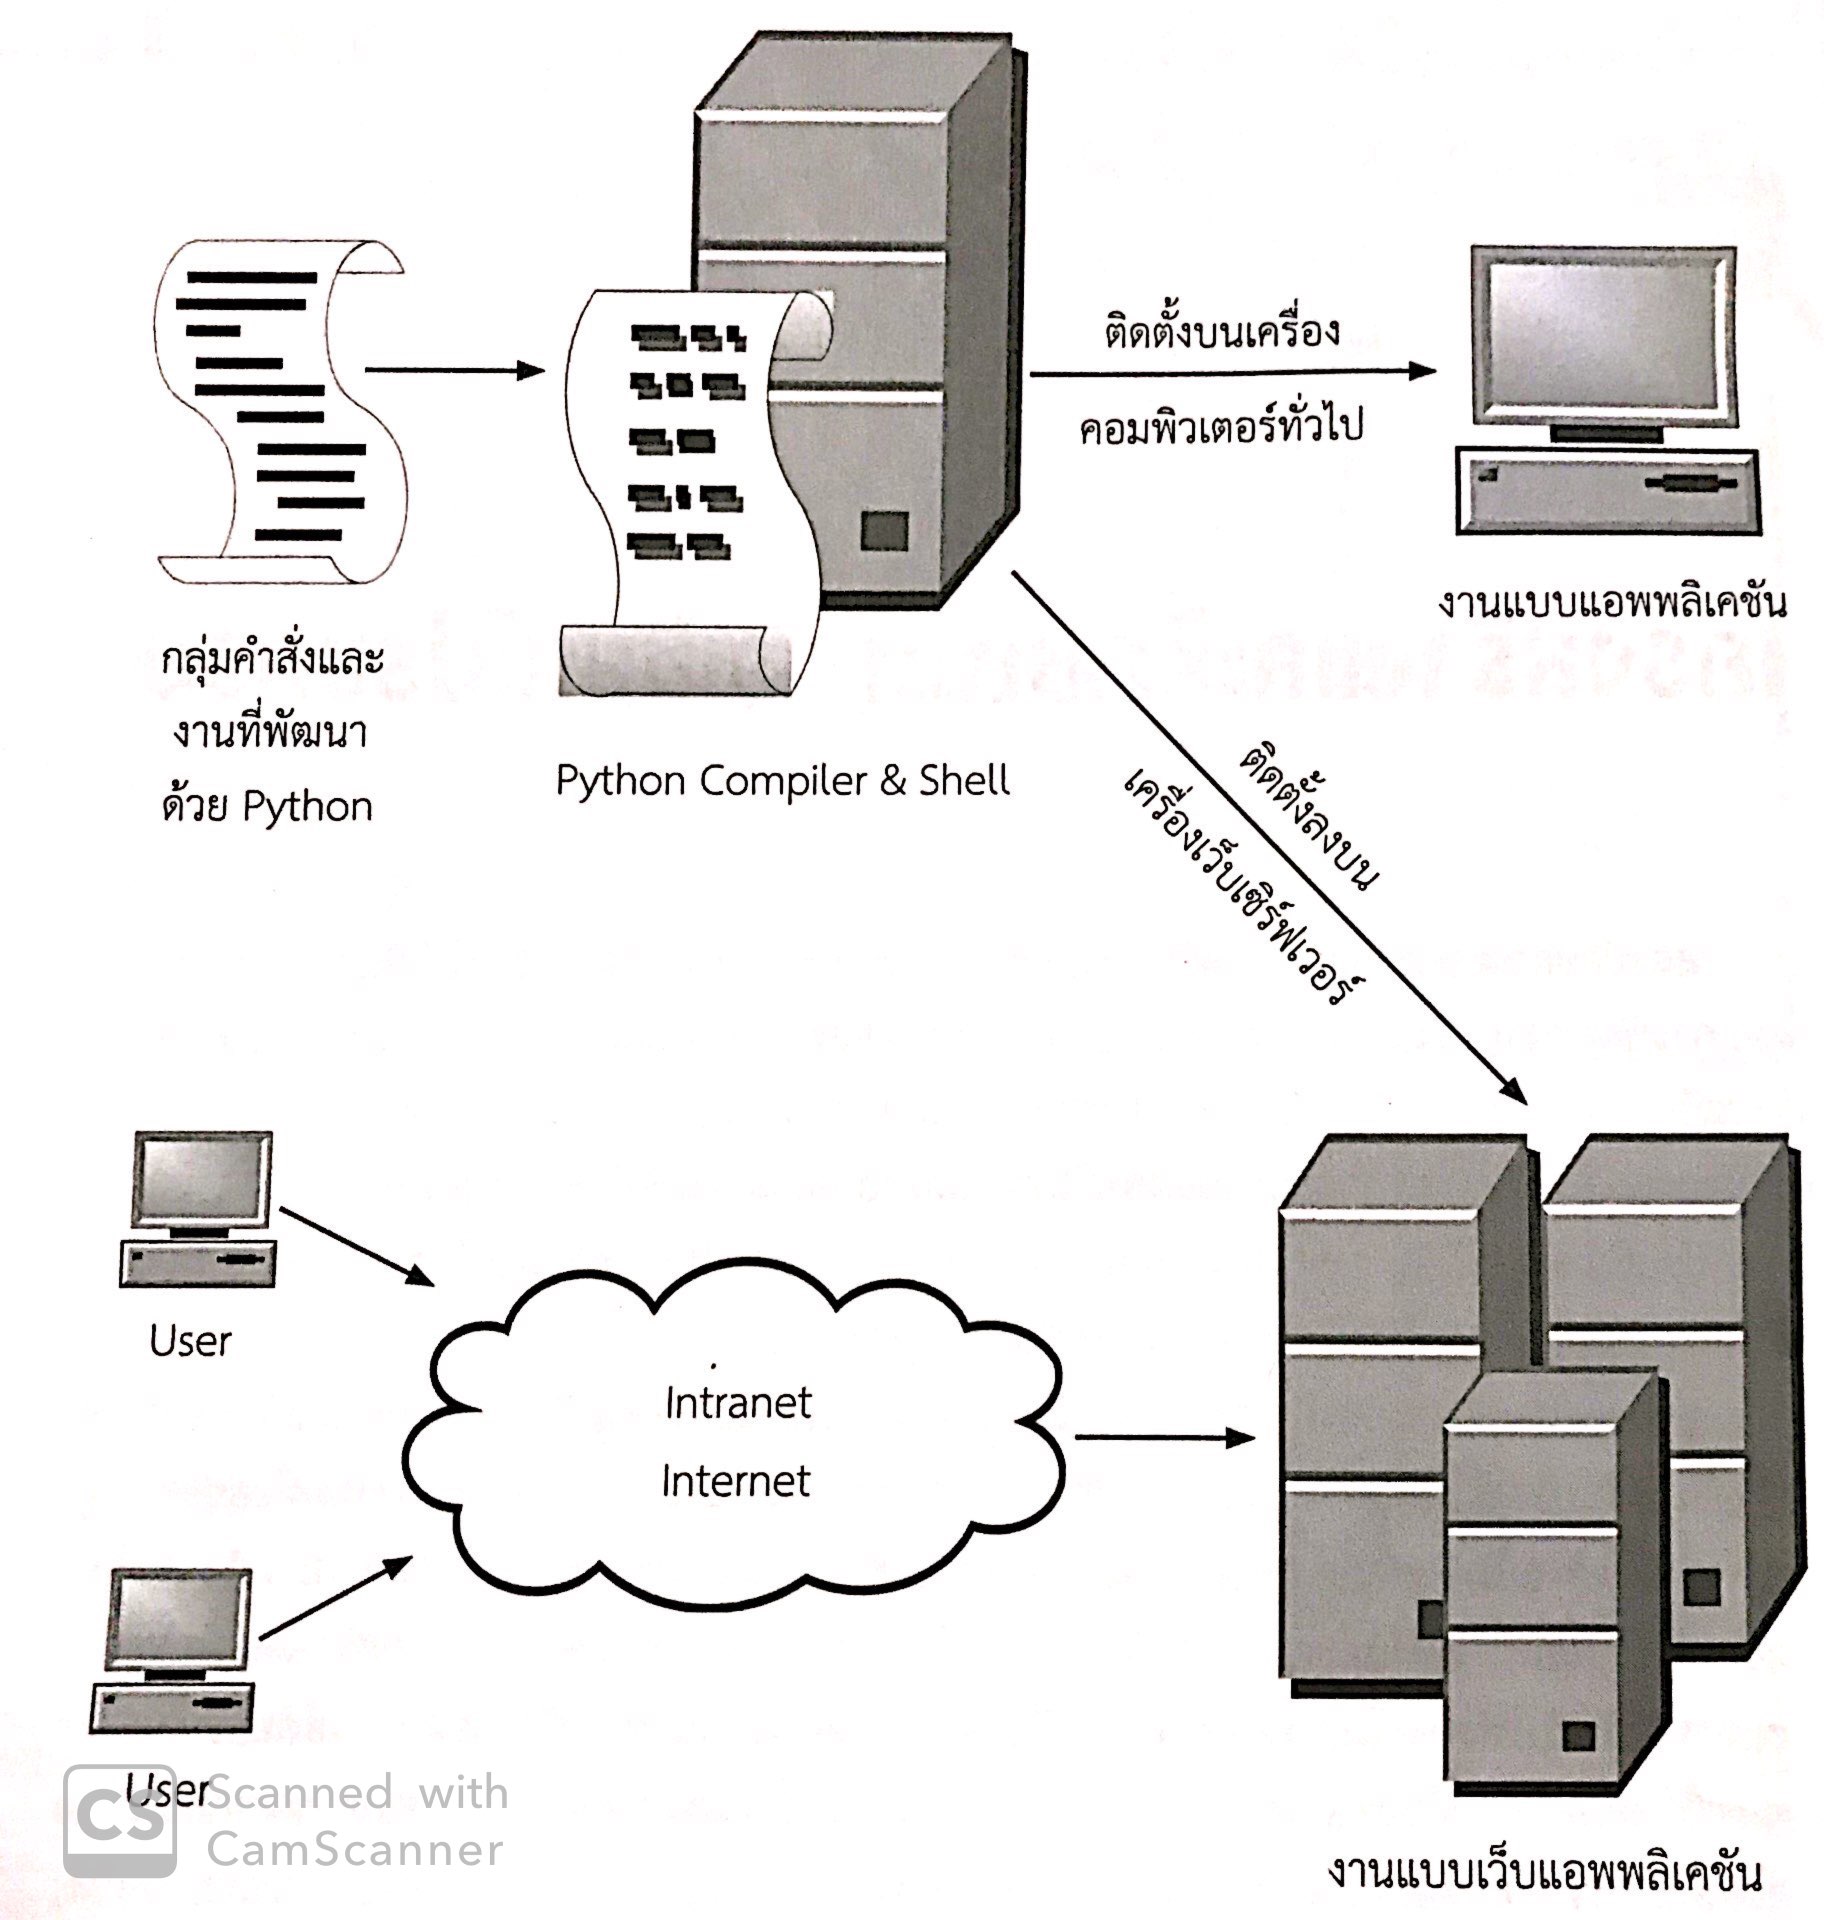 ติดตั้งบนเครื่อง
คอมพิวเตอร์ทั่วไป
งานแบบแอพพลิเคชัน
กลุ่มคำสั่งและ
งานที่พัฒนา
ด้วย Python
Python Compiler & Shell
ติดตั้งลงบน
เครื่องเว็บเซิร์ฟเวอร์
User
Intranet
Internet
User
งานแบบเว็บแอพพลิเคชัน
CS
Scanned with
CamScanner